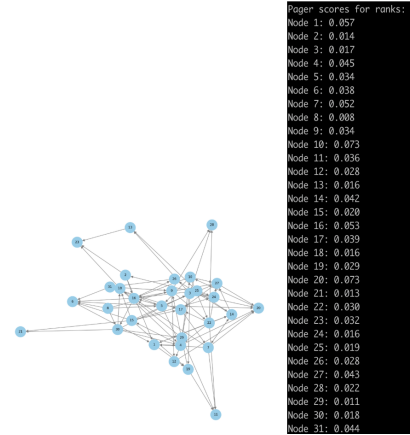 Pager scores for ranks:
Node 1: 0.057
Node 2: 0.014
Node 3: 0.017
Node 4: 0.045
Node 5: 0.034
Node 6: 0.038
Node 7: 0.052
Node 8: 0.008
Node 9: 0.034
Node 10: 0.073
Node 11: 0.036
Node 12: 0.028
Node 13: 0.016
Node 14: 0.042
Node 15: 0.020
Node 16: 0.053
Node 17: 0.039
Node 18: 0.016
Node 19: 0.029
Node 20: 0.073
Node 21: 0.013
Node 22: 0.030
Node 23: 0.032
Node 24: 0.016
Node 25: 0.019
Node 26: 0.028
Node 27: 0.043
Node 28: 0.022
Node 29: 0.011
Node 30: 0.018
Node 31: 0.044